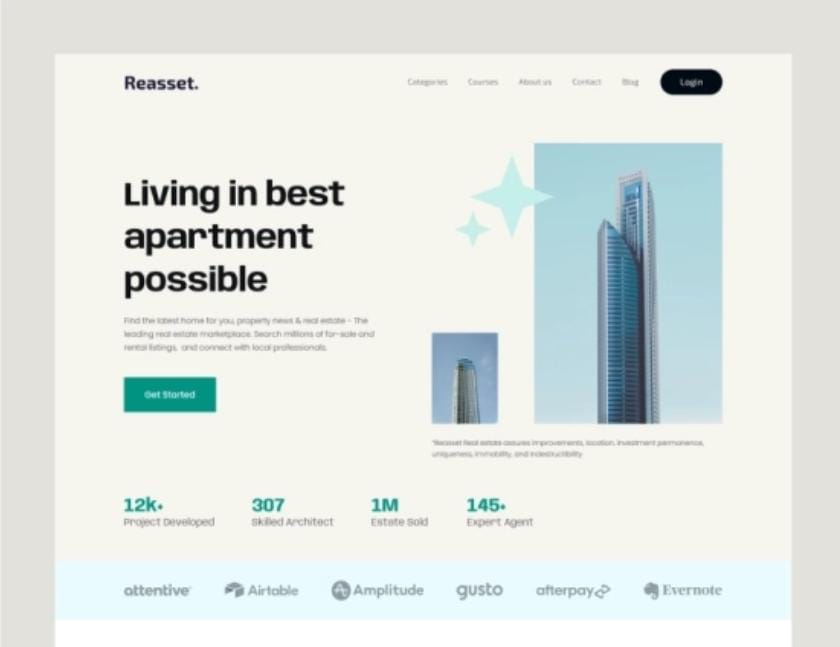 Reasset.
Categories Courses About us Contact Blog Login
Living in best
apartment
possible
Find the latest home for you, property news & real estate - The
leading real estate marketplace. Search millions of for-sale and
rental listings, and connect with local professionals.
Get Started
"Reasset Real estate assures improvements, location, investment permanence,
uniqueness, immobility, and indestructibility
12k+ 307 1M 145+
Project Developed Skilled Architect Estate Sold Expert Agent
attentive Airtable Amplitude gusto afterpay Evernote